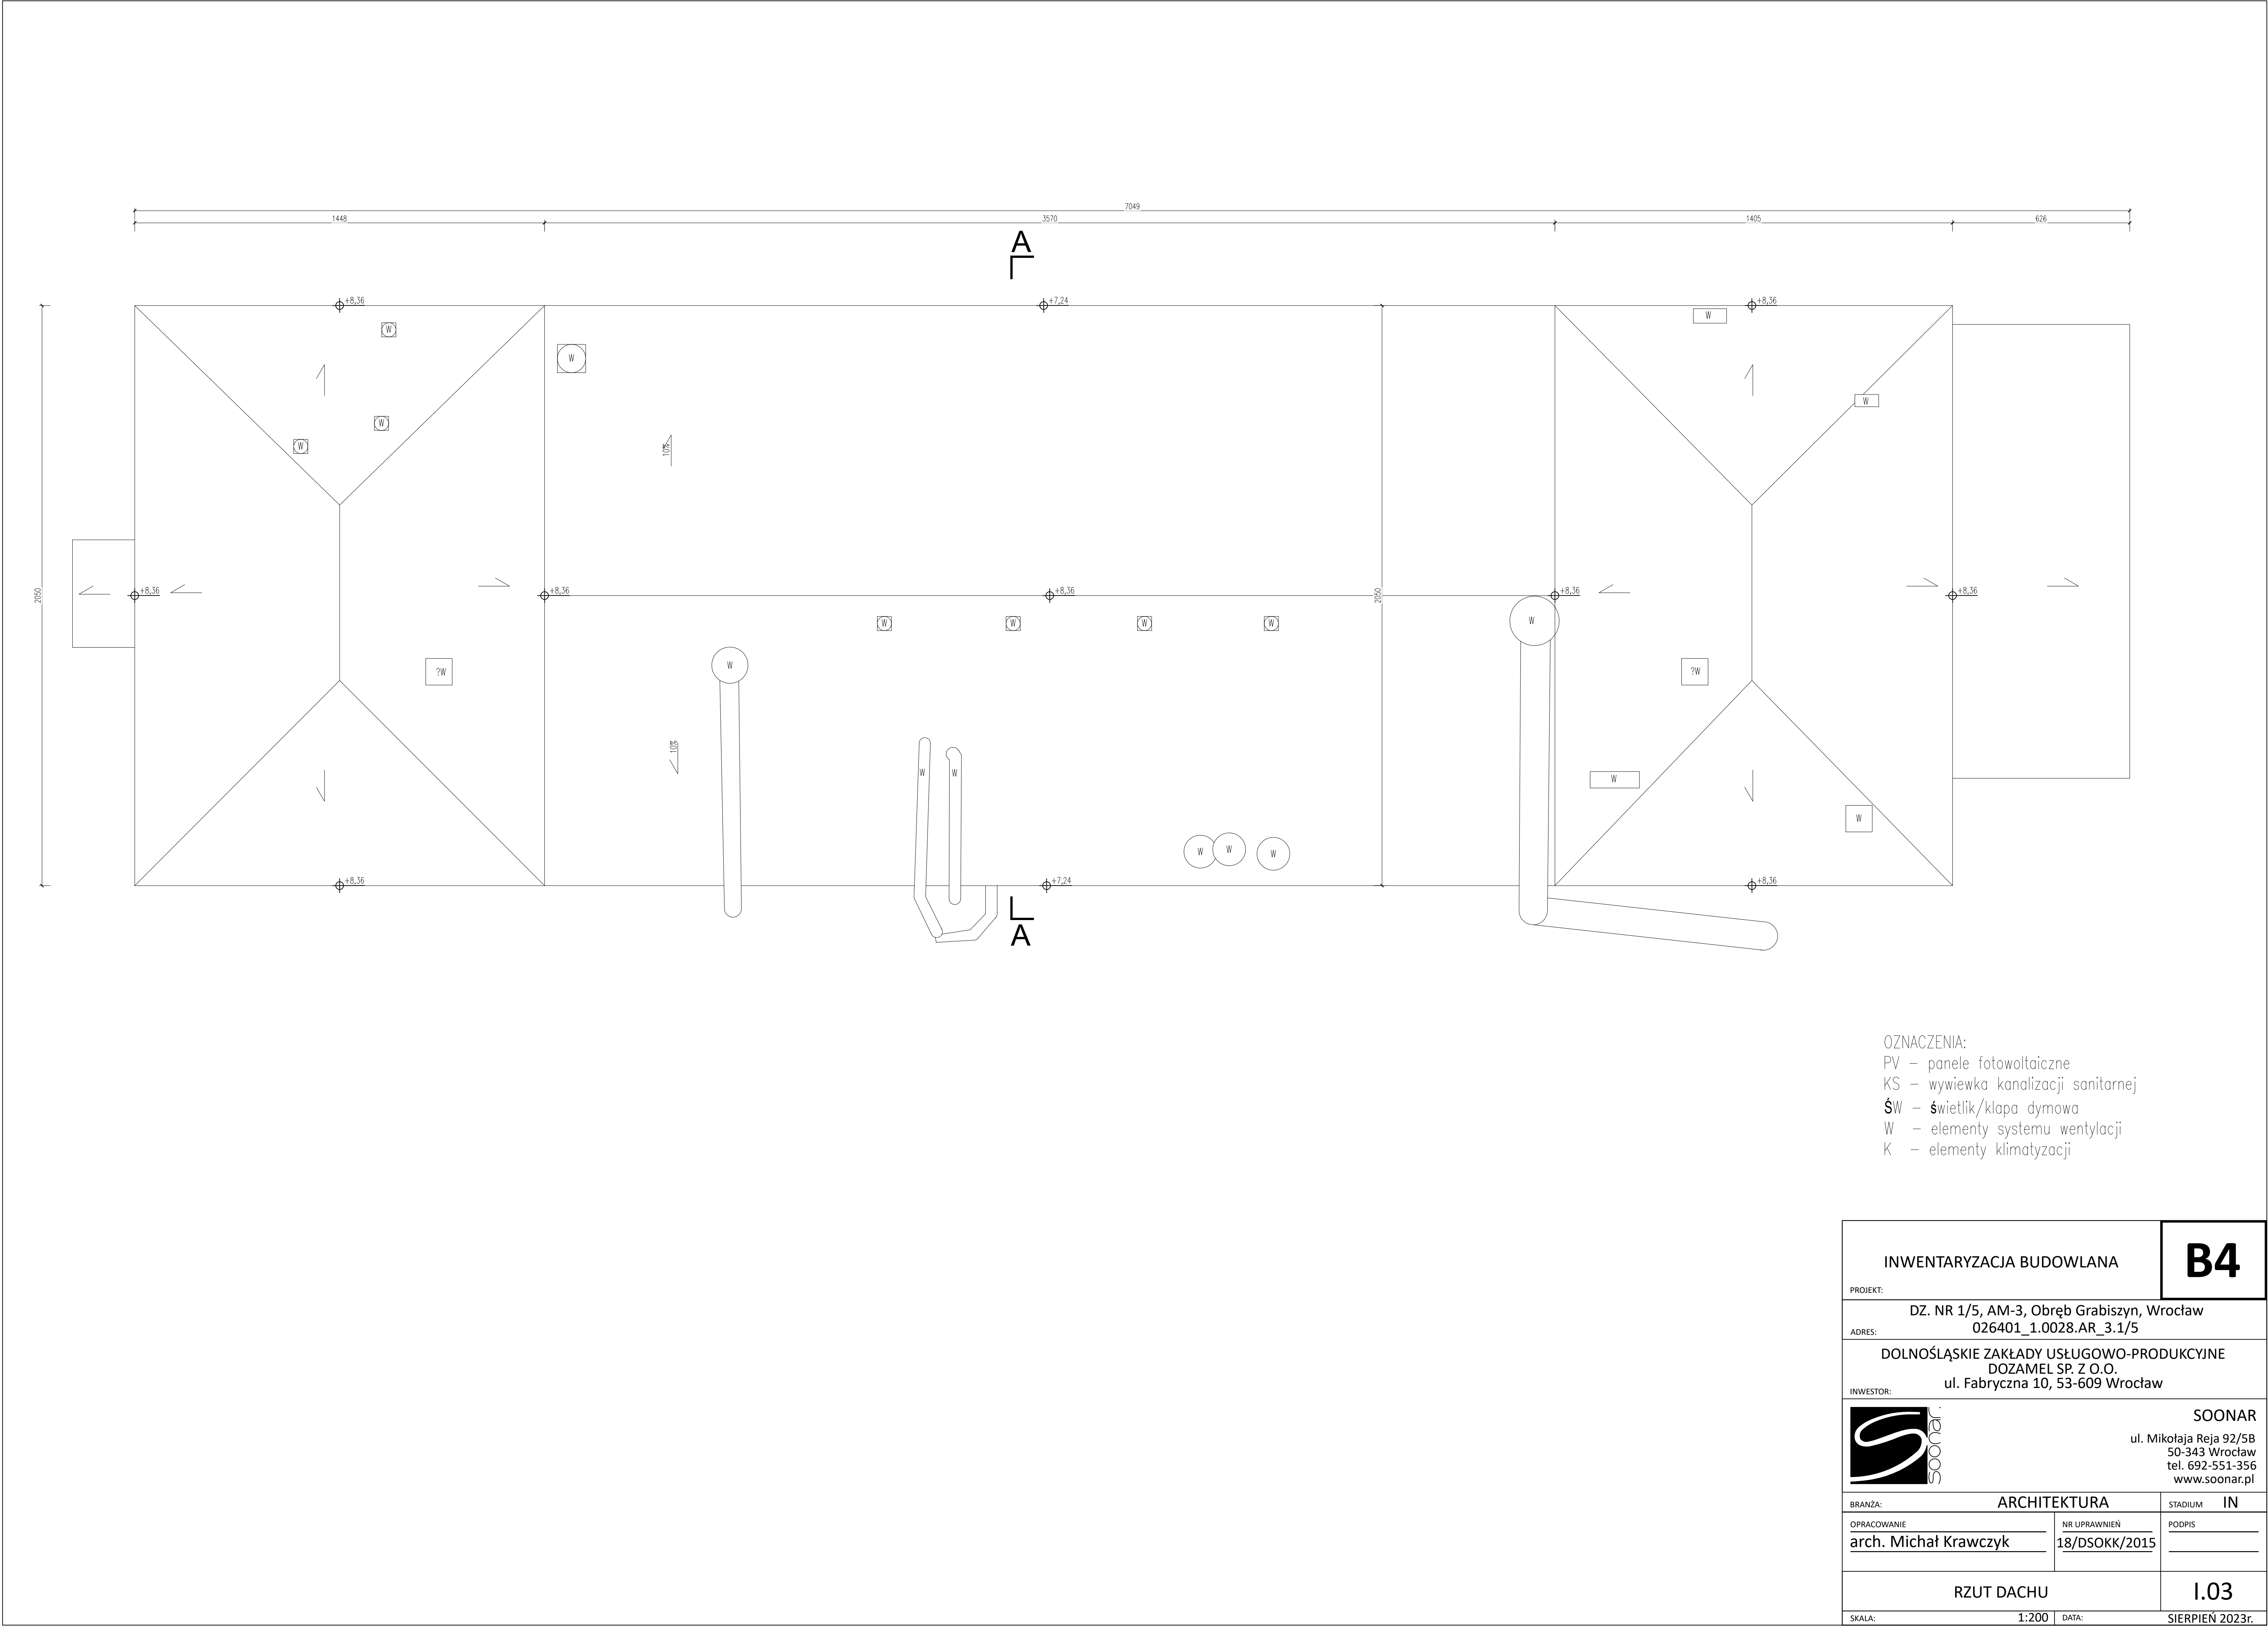 7049
1448
3570
1405
626
A
+8,36
+7,24
+8,36
W
W
W
W
W
W
W
10%
2050
+8,36
+8,36
+8,36
2050
+8,36
+8,36
W
W
W
W
W
W
?W
?W
10%
W
W
W
W
W
W
W
+8,36
+7,24
+8,36
A
OZNACZENIA:
PV – panele fotowoltaiczne
KS – wywiewka kanalizacji sanitarnej
ŚW – świetlik/klapa dymowa
W – elementy systemu wentylacji
K – elementy klimatyzacji
INWENTARYZACJA BUDOWLANA
B4
PROJEKT:
DZ. NR 1/5, AM-3, Obręb Grabiszyn, Wrocław
026401_1.0028.AR_3.1/5
ADRES:
DOLNOŚLĄSKIE ZAKŁADY USŁUGOWO-PRODUKCYJNE
DOZAMEL SP. Z O.O.
ul. Fabryczna 10, 53-609 Wrocław
INWESTOR:
soonar.
SOONAR
ul. Mikołaja Reja 92/5B
50-343 Wrocław
tel. 692-551-356
www.soonar.pl
BRANŻA: ARCHITEKTURA
STADIUM IN
OPRACOWANIE
arch. Michał Krawczyk
NR UPRAWNIEŃ
18/DSOKK/2015
PODPIS
RZUT DACHU
I.03
SKALA: 1:200
DATA: SIERPIEŃ 2023r.